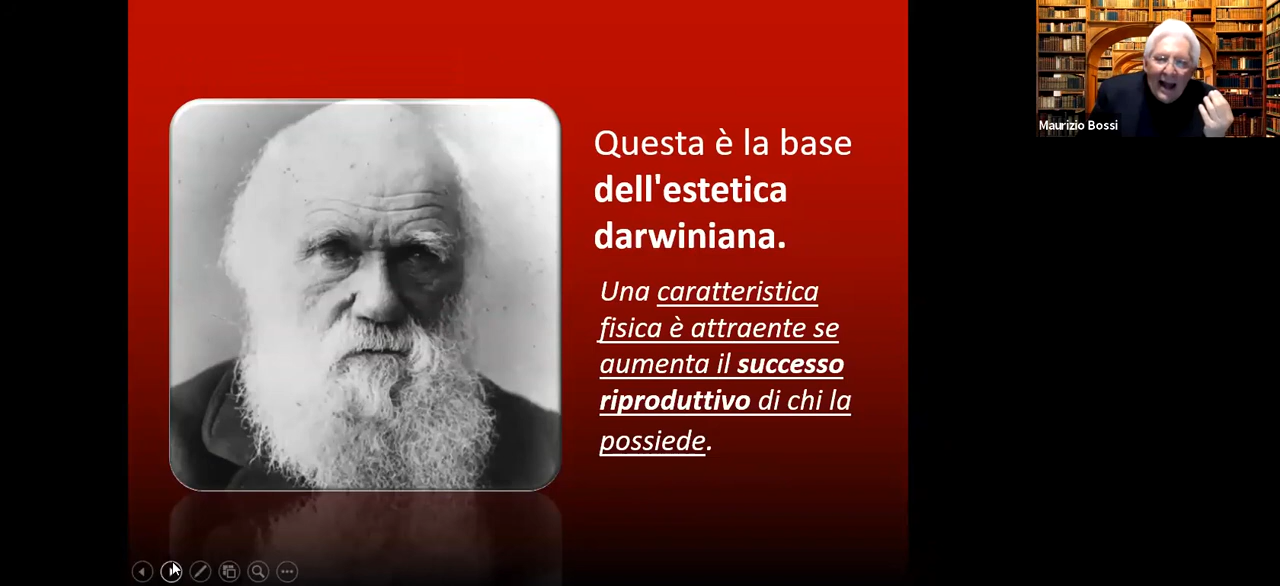 Questa è la base
dell'estetica
darwiniana.
Una caratteristica
fisica è attraente se
aumenta il successo
riproduttivo di chi la
possiede.
Maurizio Bossi